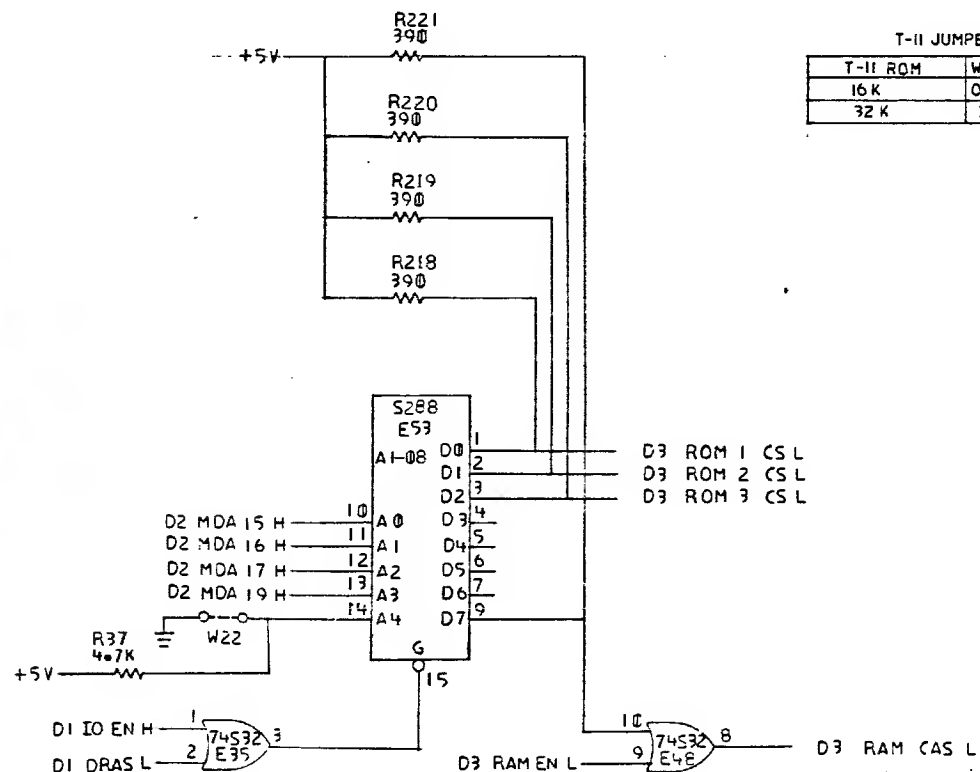 R221
390
+5V
T-11 JUMPE
T-11 ROM W
16K O
32K
R220
390
R219
390
R218
390
S288
E53
A1-08
D0 1 D3 ROM 1 CS L
D1 2 D3 ROM 2 CS L
D2 3 D3 ROM 3 CS L
D2 MDA 15 H 10 A0 D3 4
D2 MDA 16 H 11 A1 D4 5
D2 MDA 17 H 12 A2 D5 6
D2 MDA 19 H 13 A3 D6 7
14 A4 D7 9
W22
R37
4.7K
+5V
G
15
D1 IO EN H 1
74S32 3
E35
D1 DRAS L 2
10
74S32 8 D3 RAM CAS L
E48
D3 RAM EN L 9